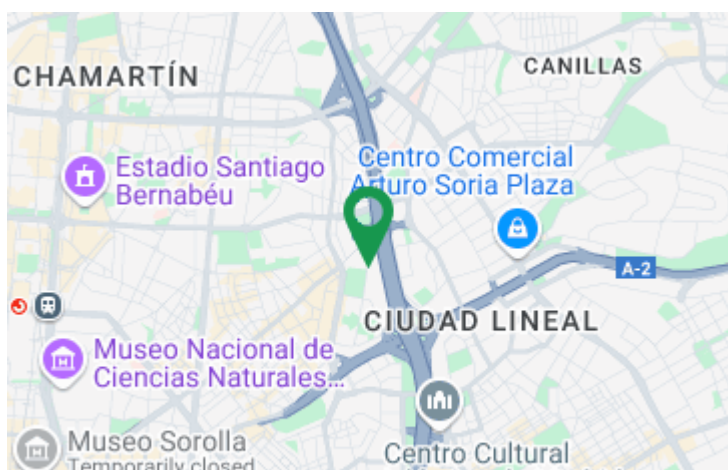 CHAMARTÍN
CANILLAS
Estadio Santiago
Bernabéu
Centro Comercial
Arturo Soria Plaza
A-2
CIUDAD LINEAL
Museo Nacional de
Ciencias Naturales...
Museo Sorolla
Temporarily closed
Centro Cultural